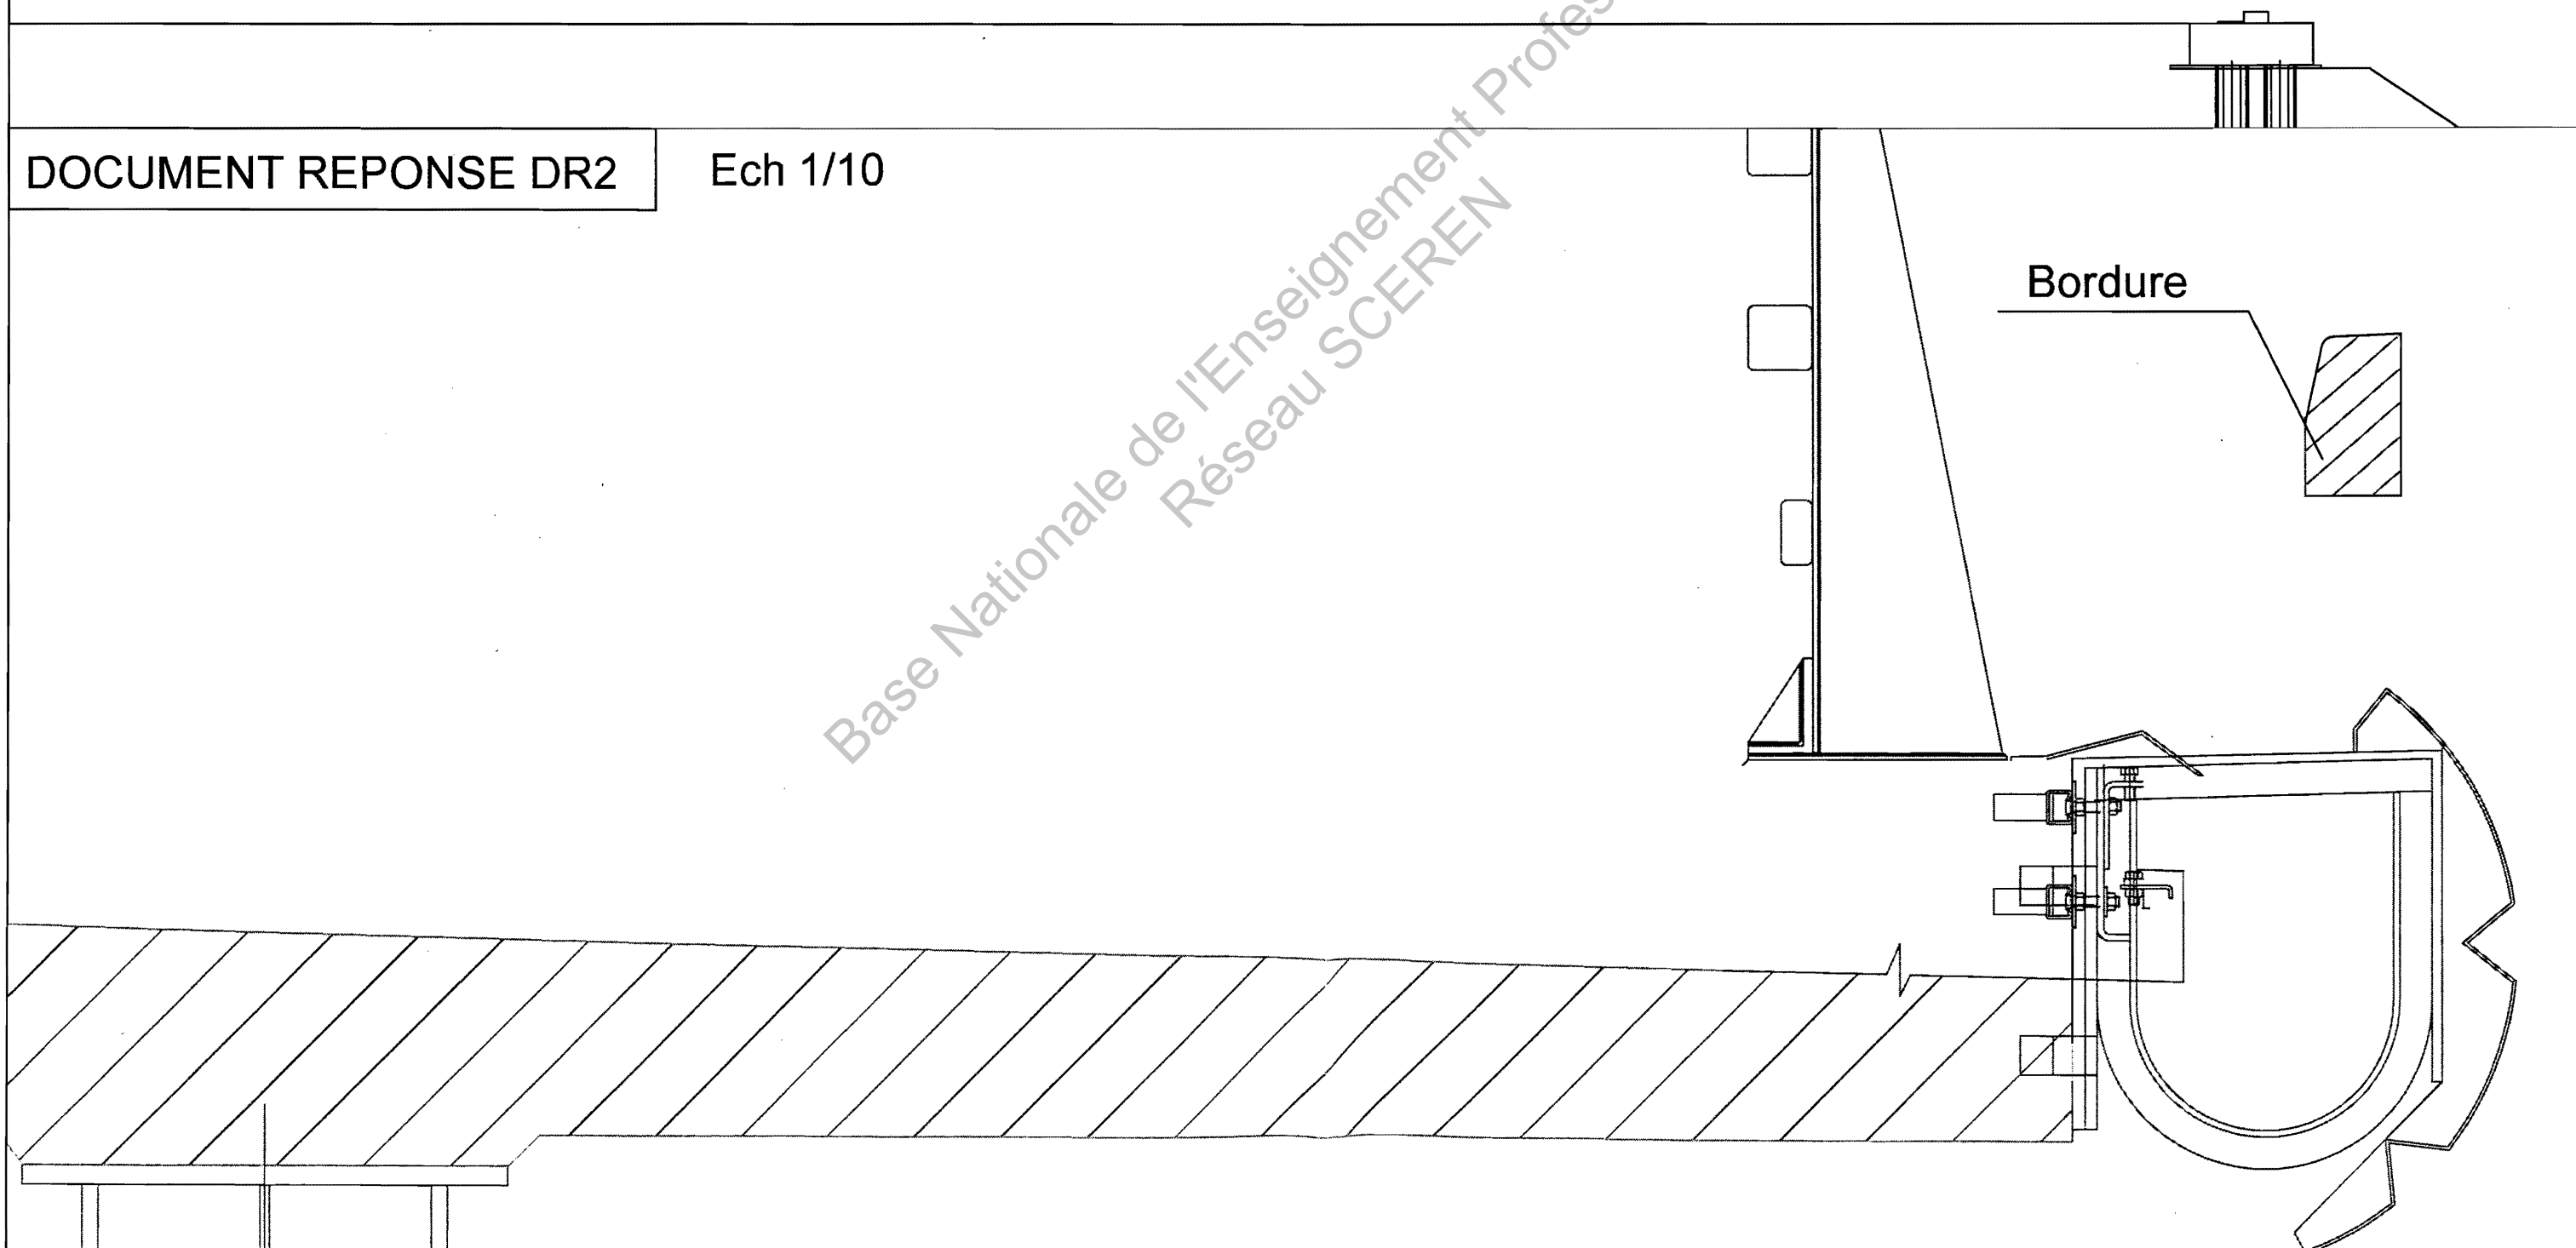 DOCUMENT REPONSE DR2
Ech 1/10
Bordure
Base Nationale de l'Enseignement Profes
Réseau SCEREN